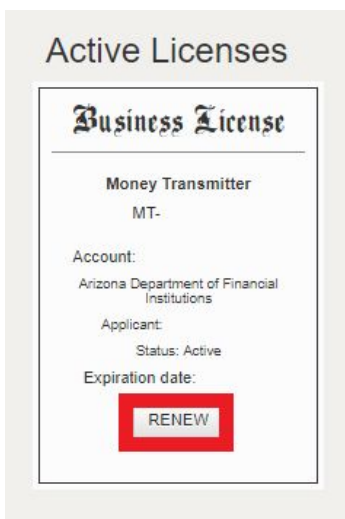 Active Licenses
Business License
Money Transmitter
MT-
Account:
Arizona Department of Financial
Institutions
Applicant:
Status: Active
Expiration date:
RENEW